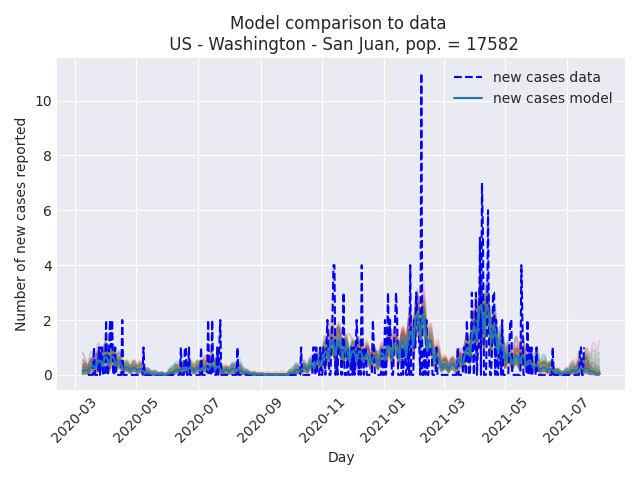 Model comparison to data
US - Washington - San Juan, pop. = 17582
new cases data
new cases model
Number of new cases reported
10
8
6
4
2
0
2020-03
2020-05
2020-07
2020-09
2020-11
2021-01
2021-03
2021-05
2021-07
Day